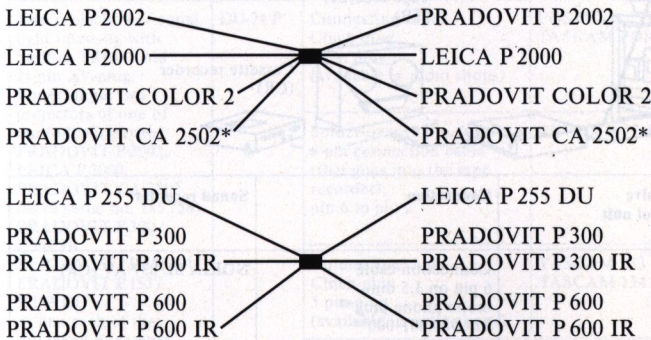 LEICA P 2002 PRADOVIT P 2002
LEICA P 2000 LEICA P 2000
PRADOVIT COLOR 2 PRADOVIT COLOR 2
PRADOVIT CA 2502* PRADOVIT CA 2502*
LEICA P 255 DU LEICA P 255 DU
PRADOVIT P 300 PRADOVIT P 300
PRADOVIT P 300 IR PRADOVIT P 300 IR
PRADOVIT P 600 PRADOVIT P 600
PRADOVIT P 600 IR PRADOVIT P 600 IR